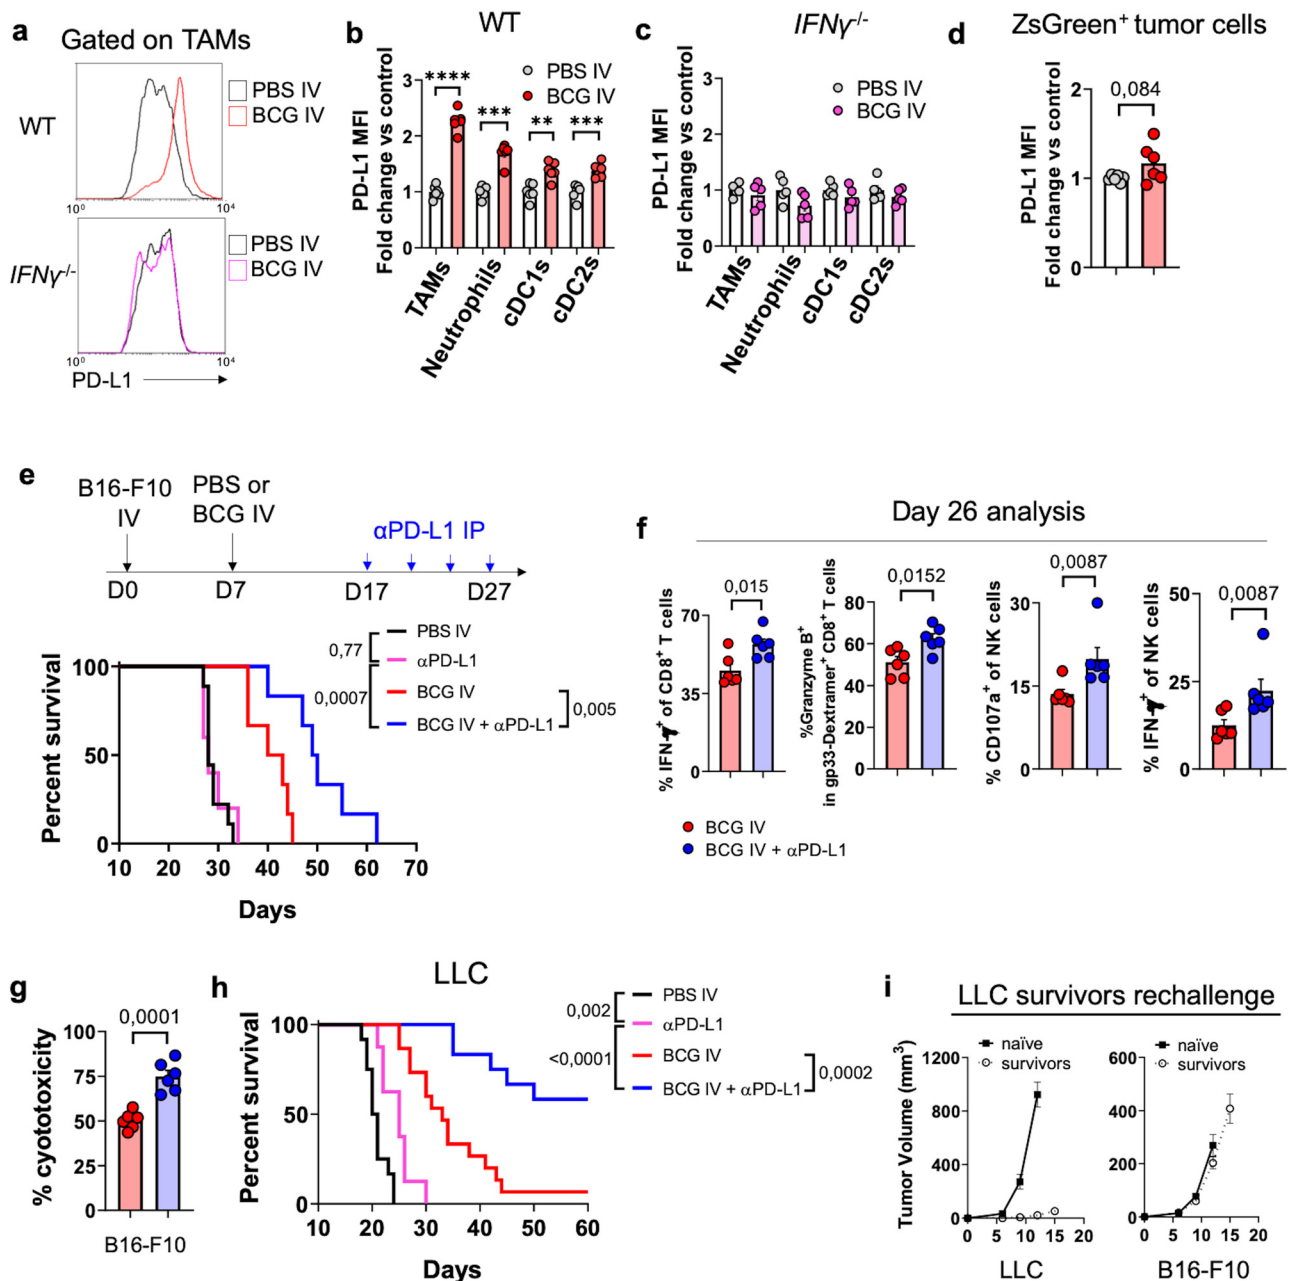 a
Gated on TAMs
WT
PBS IV
BCG IV
10⁰
10⁴
IFNγ⁻/⁻
PBS IV
BCG IV
10⁰
10⁴
PD-L1
b
WT
PBS IV
BCG IV
PD-L1 MFI
Fold change vs control
3
2
1
0
****
***
**
***
TAMs
Neutrophils
cDC1s
cDC2s
c
IFNγ⁻/⁻
PBS IV
BCG IV
PD-L1 MFI
Fold change vs control
3
2
1
0
TAMs
Neutrophils
cDC1s
cDC2s
d
ZsGreen⁺ tumor cells
0,084
PD-L1 MFI
Fold change vs control
2
1
0
e
B16-F10
IV
PBS or
BCG IV
αPD-L1 IP
D0
D7
D17
D27
PBS IV
αPD-L1
BCG IV
BCG IV + αPD-L1
0,77
0,0007
0,005
Percent survival
100
50
0
10 20 30 40 50 60 70
Days
f
Day 26 analysis
0,015
% IFN-
⁺ of CD8⁺ T cells
70
35
0
0,0152
%Granzyme B⁺
in gp33-Dextramer⁺ CD8⁺ T cells
80
60
40
20
0
0,0087
% CD107a⁺ of NK cells
30
15
0
0,0087
% IFN-
⁺ of NK cells
50
25
0
BCG IV
BCG IV + αPD-L1
g
0,0001
% cyototoxicity
100
75
50
25
0
B16-F10
h
LLC
PBS IV
αPD-L1
BCG IV
BCG IV + αPD-L1
0,002
<0,0001
0,0002
Percent survival
100
50
0
10 20 30 40 50 60
Days
i
LLC survivors rechallenge
naïve
survivors
Tumor Volume (mm³)
1200
800
400
0
0 5 10 15 20
LLC
naïve
survivors
600
400
200
0
0 5 10 15 20
B16-F10